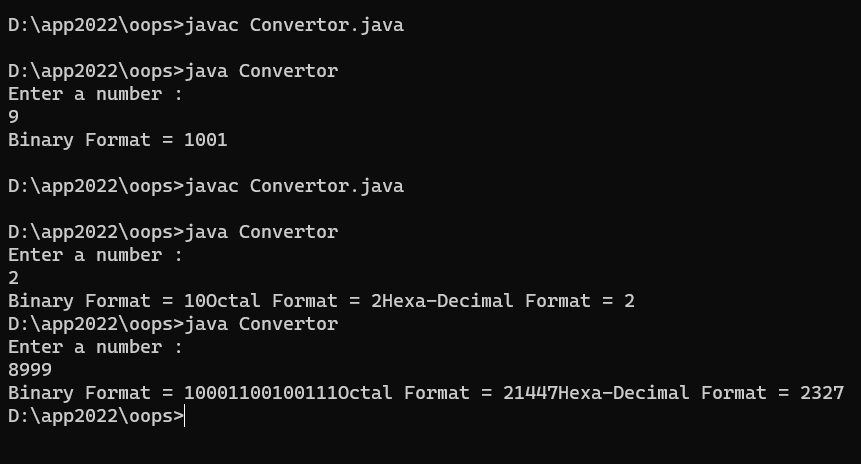 D:\app2022\oops>javac Convertor.java
D:\app2022\oops>java Convertor
Enter a number :
9
Binary Format = 1001
D:\app2022\oops>javac Convertor.java
D:\app2022\oops>java Convertor
Enter a number :
2
Binary Format = 10Octal Format = 2Hexa-Decimal Format = 2
D:\app2022\oops>java Convertor
Enter a number :
8999
Binary Format = 10001100100111Octal Format = 21447Hexa-Decimal Format = 2327
D:\app2022\oops>